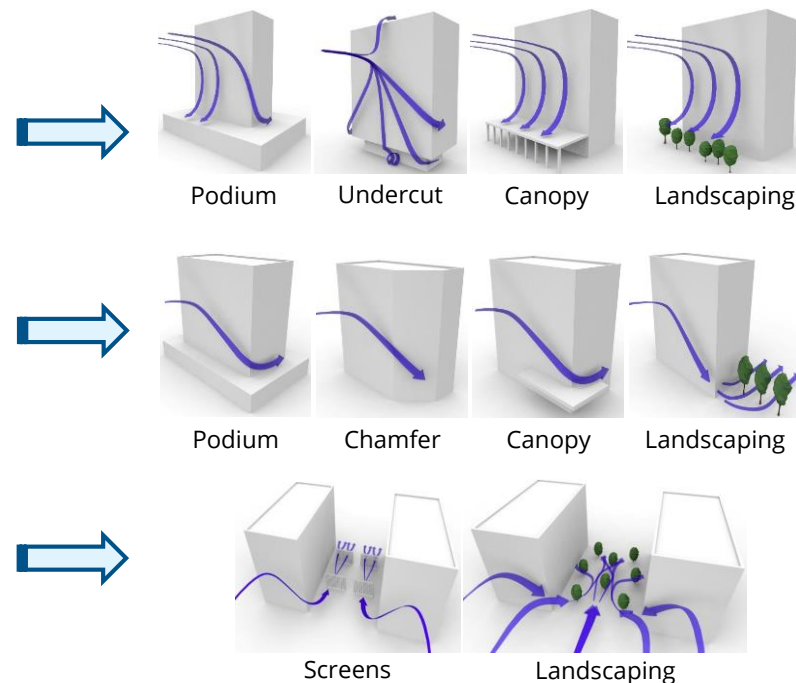 Podium Undercut Canopy Landscaping
Podium Chamfer Canopy Landscaping
Screens Landscaping